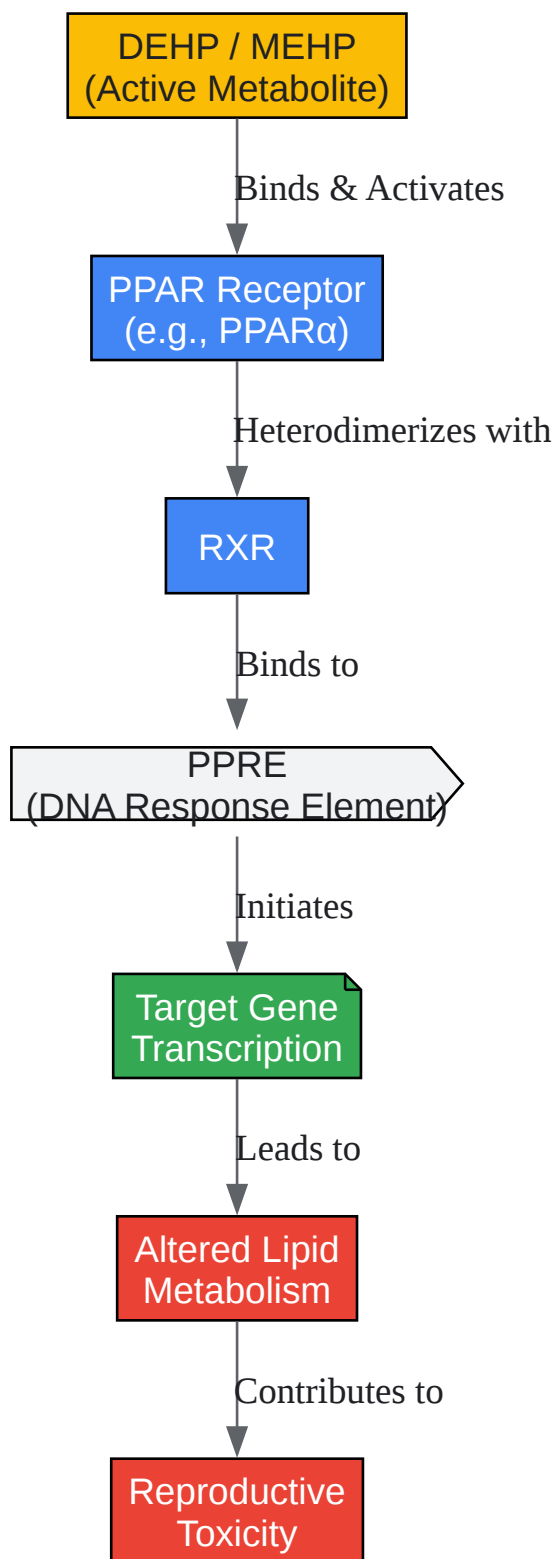 DEHP / MEHP
(Active Metabolite)
Binds & Activates
PPAR Receptor
(e.g., PPARα)
Heterodimerizes with
RXR
Binds to
PPRE
(DNA Response Element)
Initiates
Target Gene
Transcription
Leads to
Altered Lipid
Metabolism
Contributes to
Reproductive
Toxicity